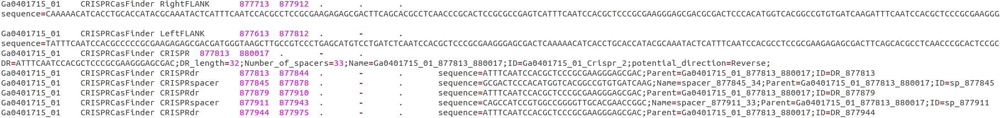 Ga0401715_01    CRISPRCasFinder RightFLANK      877713  877912  .       .       .
sequence=CAAAAACATCACCTGCACCATACGCAAATACTCATTTCAATCCACGCCTCCGCGAAGAGAGCGACTTCAGCACGCCTCAACCCGCACTCCGCGCCGAGTCATTTCAATCCACGCTCCCGCGAAGGGAGCGACGCGACTCCCACATGGTCACGGCCGTGTGATCAAGATTTCAATCCACGCTCCCGCGAAGGG
Ga0401715_01    CRISPRCasFinder LeftFLANK       877613  877812  .       -       .
sequence=TATTTCAATCCACGCCCCCGCGAAGAGAGCGACGATGGGTAAGCTTGCCGTCCCTGAGCATGTCCTGATCTCAATCCACGCTCCCGCGAAGGGAGCGACTCAAAAACATCACCTGCACCATACGCAAATACTCATTTCAATCCACGCCTCCGCGAAGAGAGCGACTTCAGCACGCCTCAACCCGCACTCCGC
Ga0401715_01    CRISPRCasFinder CRISPR  877813  880017  .       -       .
DR=ATTTCAATCCACGCTCCCGCGAAGGGAGCGAC;DR_length=32;Number_of_spacers=33;Name=Ga0401715_01_877813_880017;ID=Ga0401715_01_Crispr_2;potential_direction=Reverse;
Ga0401715_01    CRISPRCasFinder CRISPRdr        877813  877844  .       -       .       sequence=ATTTCAATCCACGCTCCCGCGAAGGGAGCGAC;Parent=Ga0401715_01_877813_880017;ID=DR_877813
Ga0401715_01    CRISPRCasFinder CRISPRspacer    877845  877878  .       -       .       sequence=GCGACTCCCACATGGTCACGGCCGTGTGATCAAG;Name=spacer_877845_34;Parent=Ga0401715_01_877813_880017;ID=sp_877845
Ga0401715_01    CRISPRCasFinder CRISPRdr        877879  877910  .       -       .       sequence=ATTTCAATCCACGCTCCCGCGAAGGGAGCGAC;Parent=Ga0401715_01_877813_880017;ID=DR_877879
Ga0401715_01    CRISPRCasFinder CRISPRspacer    877911  877943  .       -       .       sequence=CAGCCATCCGTGGCCGGGGTTGCACGAACCGGC;Name=spacer_877911_33;Parent=Ga0401715_01_877813_880017;ID=sp_877911
Ga0401715_01    CRISPRCasFinder CRISPRdr        877944  877975  .       -       .       sequence=ATTTCAATCCACGCTCCCGCGAAGGGAGCGAC;Parent=Ga0401715_01_877813_880017;ID=DR_877944